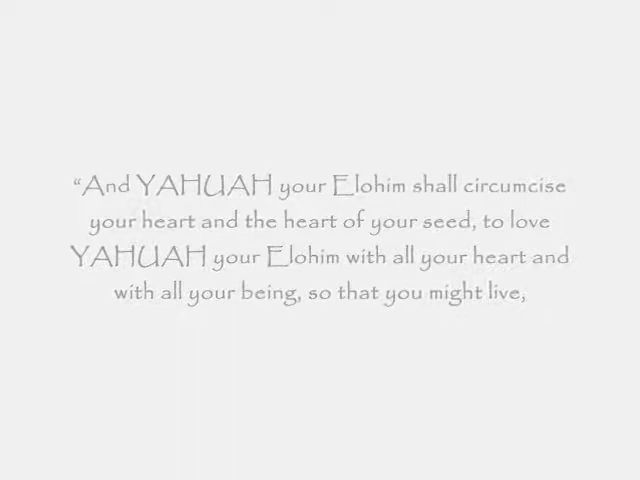 “And YAHUAH your Elohim shall circumcise
your heart and the heart of your seed, to love
YAHUAH your Elohim with all your heart and
with all your being, so that you might live,